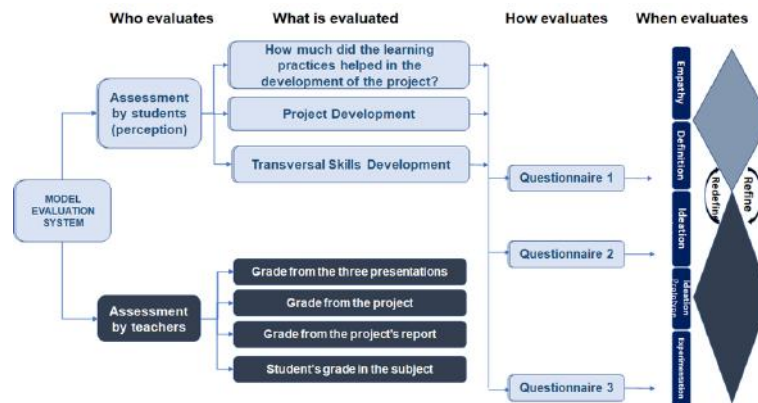 Who evaluates
What is evaluated
How evaluates
When evaluates
How much did the learning
practices helped in the
development of the project?
Assessment
by students
(perception)
Project Development
Transversal Skills Development
MODEL
EVALUATION
SYSTEM
Assessment
by teachers
Grade from the three presentations
Grade from the project
Grade from the project's report
Student's grade in the subject
Questionnaire 1
Questionnaire 2
Questionnaire 3
Empathy
Definition
Ideation
Ideation
Experimentation
Redefine
Refine